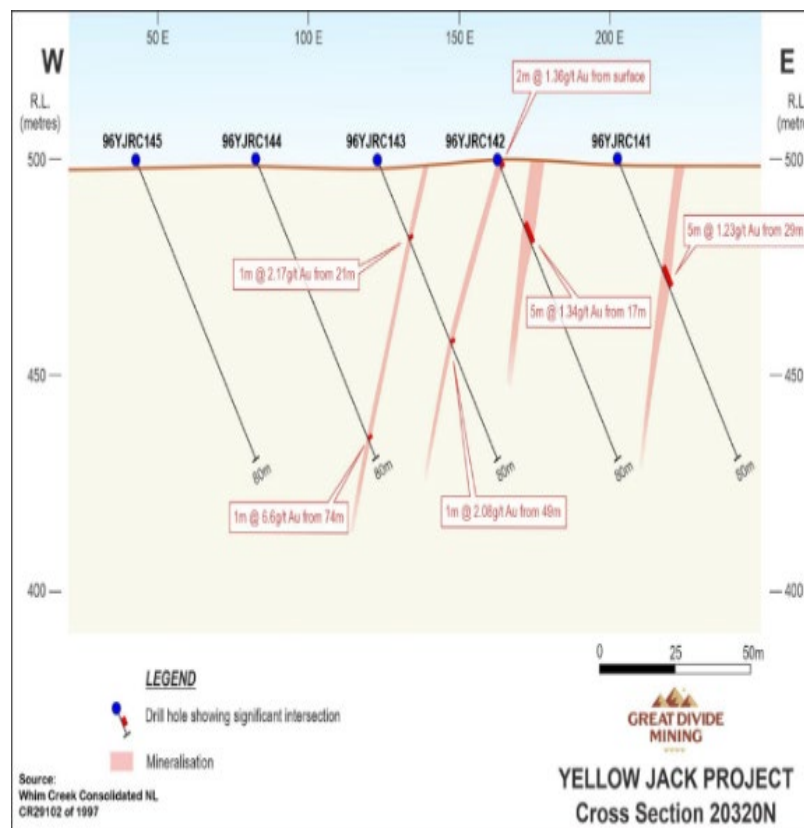 50 E 100 E 150 E 200 E
W E
R.L.
(metres)
R.L.
(metres)
2m @ 1.36g/t Au from surface
96YJRC145 96YJRC144 96YJRC143 96YJRC142 96YJRC141
500 500
5m @ 1.23g/t Au from 29m
1m @ 2.17g/t Au from 21m
5m @ 1.34g/t Au from 17m
450 450
80m 80m 80m 80m 80m
1m @ 6.6g/t Au from 74m
1m @ 2.08g/t Au from 49m
400 400
0 25 50m
LEGEND
Drill hole showing significant intersection
Mineralisation
GREAT DIVIDE
MINING
Source:
Whim Creek Consolidated NL
CR29102 of 1997
YELLOW JACK PROJECT
Cross Section 20320N